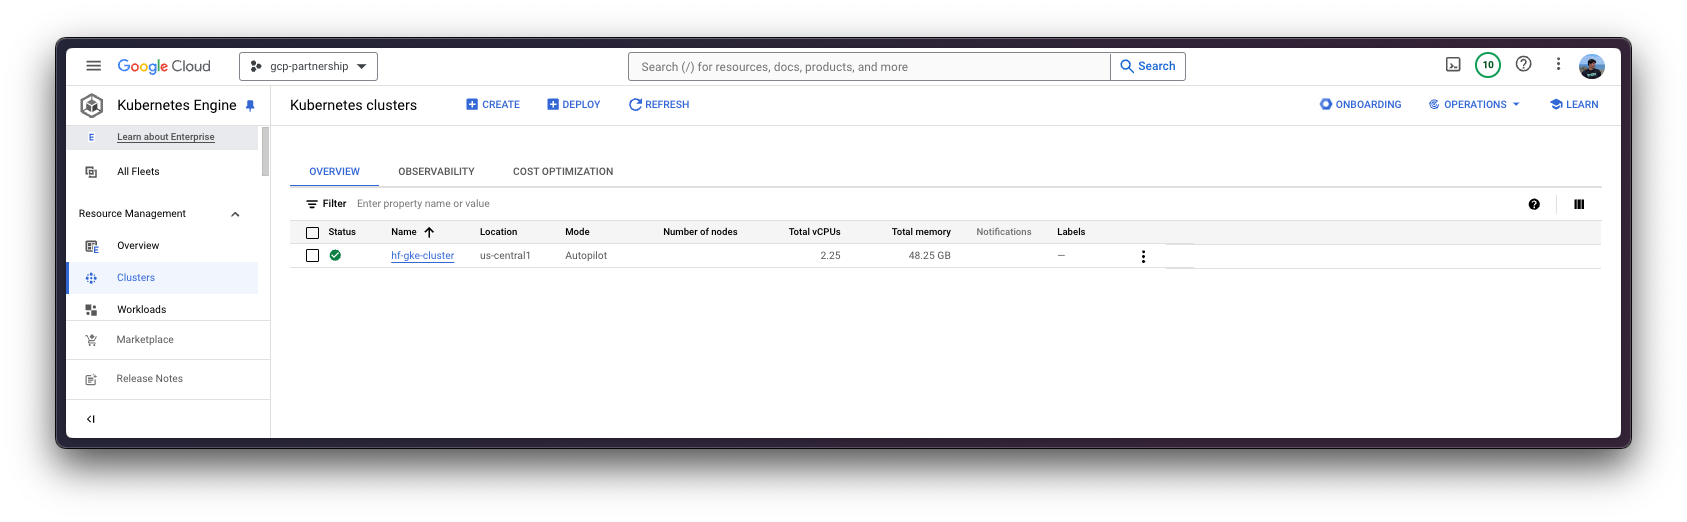 Google Cloud
gcp-partnership
Search (/) for resources, docs, products, and more
Search
10
Kubernetes Engine
Kubernetes clusters
CREATE
DEPLOY
REFRESH
ONBOARDING
OPERATIONS
LEARN
E
Learn about Enterprise
All Fleets
Resource Management
Overview
Clusters
Workloads
Marketplace
Release Notes
OVERVIEW
OBSERVABILITY
COST OPTIMIZATION
Filter Enter property name or value
Status Name Location Mode Number of nodes Total vCPUs Total memory Notifications Labels
hf-gke-cluster us-central1 Autopilot 2.25 48.25 GB —